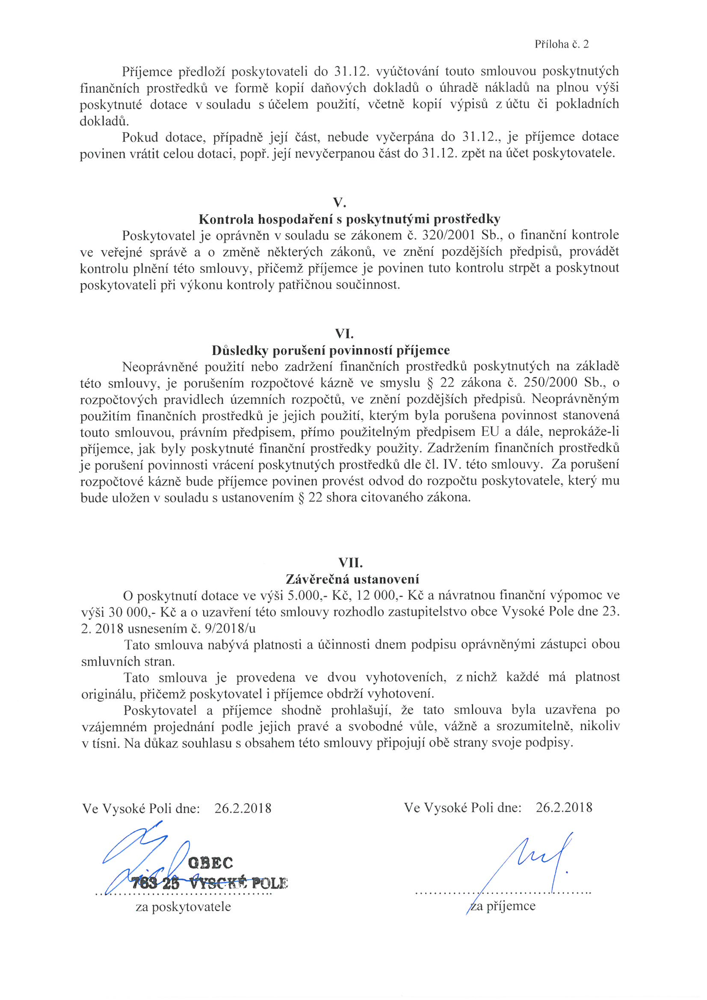 Příloha č. 2
Příjemce předloží poskytovateli do 31.12. vyúčtování touto smlouvou poskytnutých
finančních prostředků ve formě kopií daňových dokladů o úhradě nákladů na plnou výši
poskytnuté dotace v souladu s účelem použití, včetně kopií výpisů z účtu či pokladních
dokladů.
Pokud dotace, případně její část, nebude vyčerpána do 31.12., je příjemce dotace
povinen vrátit celou dotaci, popř. její nevyčerpanou část do 31.12. zpět na účet poskytovatele.
V.
Kontrola hospodaření s poskytnutými prostředky
Poskytovatel je oprávněn v souladu se zákonem č. 320/2001 Sb., o finanční kontrole
ve veřejné správě a o změně některých zákonů, ve znění pozdějších předpisů, provádět
kontrolu plnění této smlouvy, přičemž příjemce je povinen tuto kontrolu strpět a poskytnout
poskytovateli při výkonu kontroly patřičnou součinnost.
VI.
Důsledky porušení povinností příjemce
Neoprávněné použití nebo zadržení finančních prostředků poskytnutých na základě
této smlouvy, je porušením rozpočtové kázně ve smyslu § 22 zákona č. 250/2000 Sb., o
rozpočtových pravidlech územních rozpočtů, ve znění pozdějších předpisů. Neoprávněným
použitím finančních prostředků je jejich použití, kterým byla porušena povinnost stanovená
touto smlouvou, právním předpisem, přímo použitelným předpisem EU a dále, neprokáže-li
příjemce, jak byly poskytnuté finanční prostředky použity. Zadržením finančních prostředků
je porušení povinnosti vrácení poskytnutých prostředků dle čl. IV. této smlouvy. Za porušení
rozpočtové kázně bude příjemce povinen provést odvod do rozpočtu poskytovatele, který mu
bude uložen v souladu s ustanovením § 22 shora citovaného zákona.
VII.
Závěrečná ustanovení
O poskytnutí dotace ve výši 5.000,- Kč, 12 000,- Kč a návratnou finanční výpomoc ve
výši 30 000,- Kč a o uzavření této smlouvy rozhodlo zastupitelstvo obce Vysoké Pole dne 23.
2. 2018 usnesením č. 9/2018/u
Tato smlouva nabývá platnosti a účinnosti dnem podpisu oprávněnými zástupci obou
smluvních stran.
Tato smlouva je provedena ve dvou vyhotoveních, z nichž každé má platnost
originálu, přičemž poskytovatel i příjemce obdrží vyhotovení.
Poskytovatel a příjemce shodně prohlašují, že tato smlouva byla uzavřena po
vzájemném projednání podle jejich pravé a svobodné vůle, vážně a srozumitelně, nikoliv
v tísni. Na důkaz souhlasu s obsahem této smlouvy připojují obě strany svoje podpisy.
Ve Vysoké Poli dne: 26.2.2018 Ve Vysoké Poli dne: 26.2.2018
OBEC
763 25 VYSOKÉ POLE
za poskytovatele za příjemce